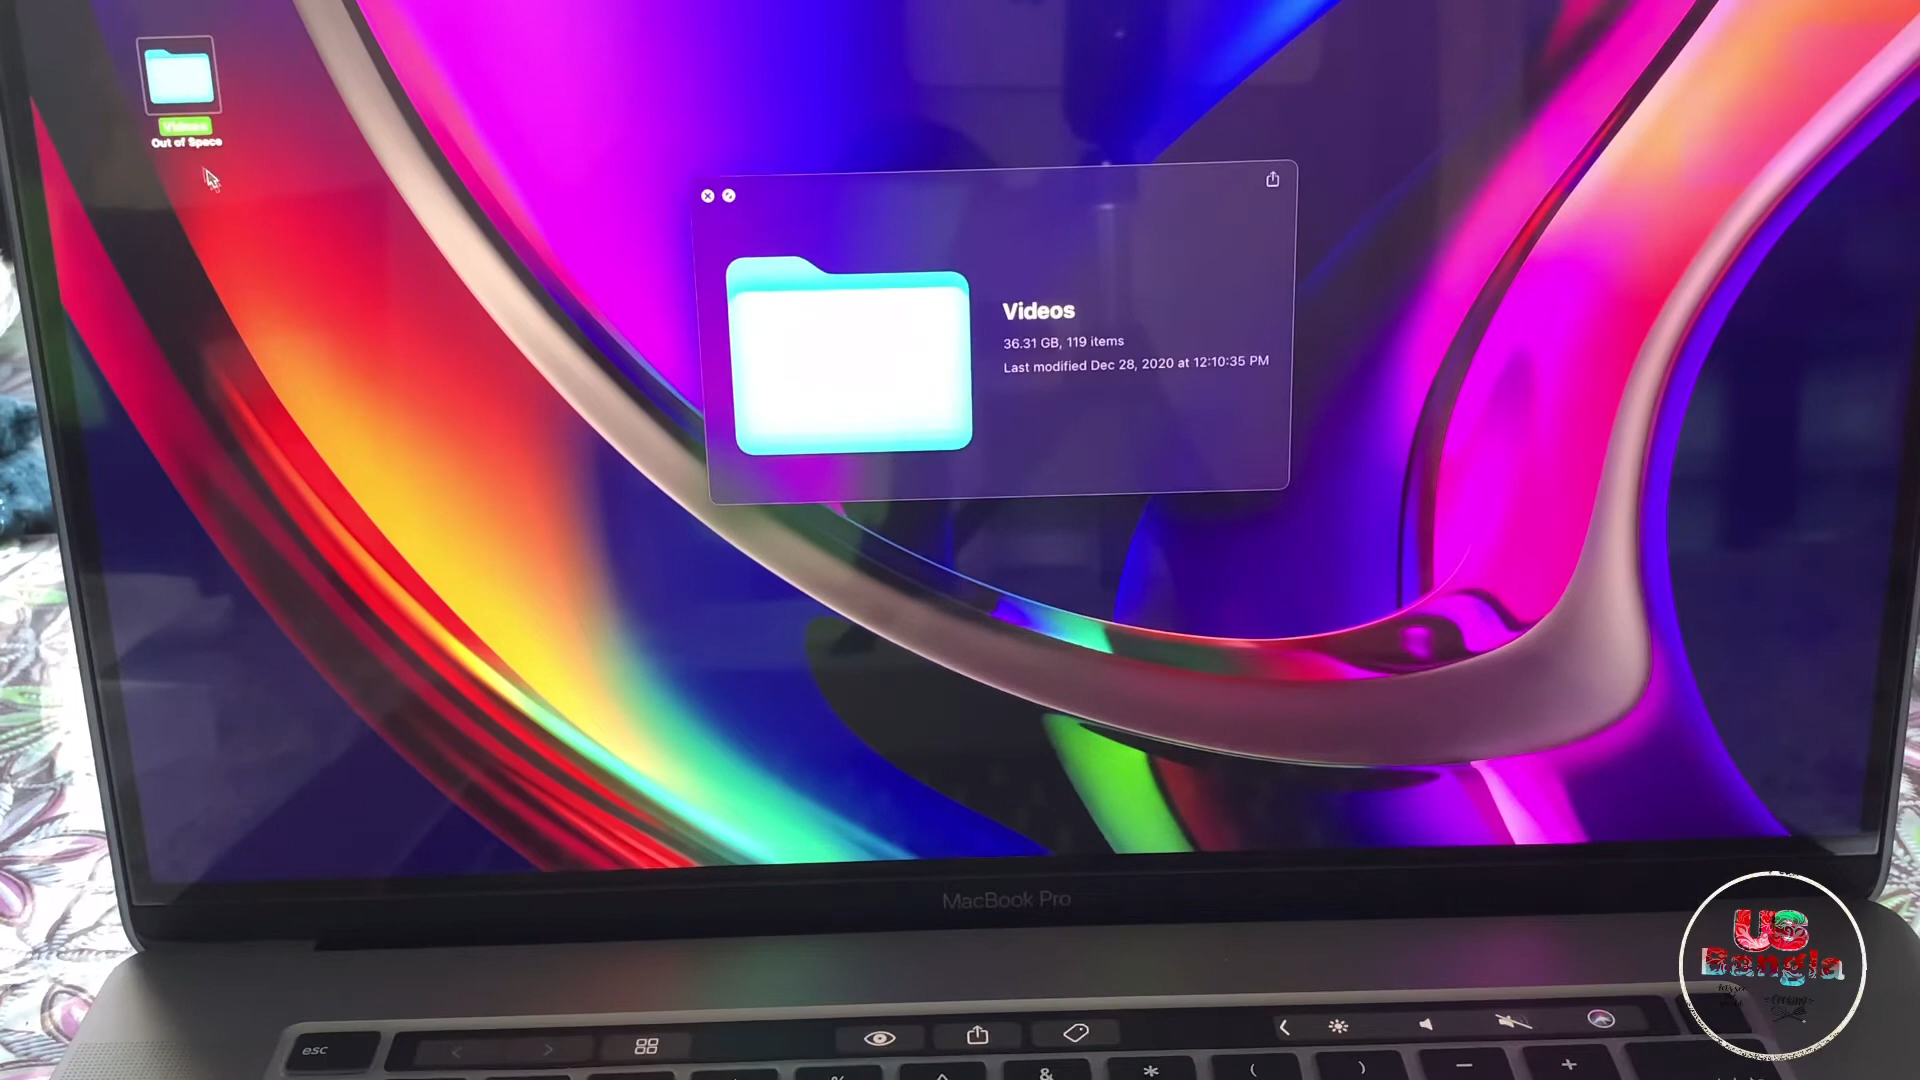 Videos
Out of Space
Videos
36.31 GB, 119 items
Last modified Dec 28, 2020 at 12:10:35 PM
MacBook Pro
US
Bangla
Cooking
esc
& * ( ) − +